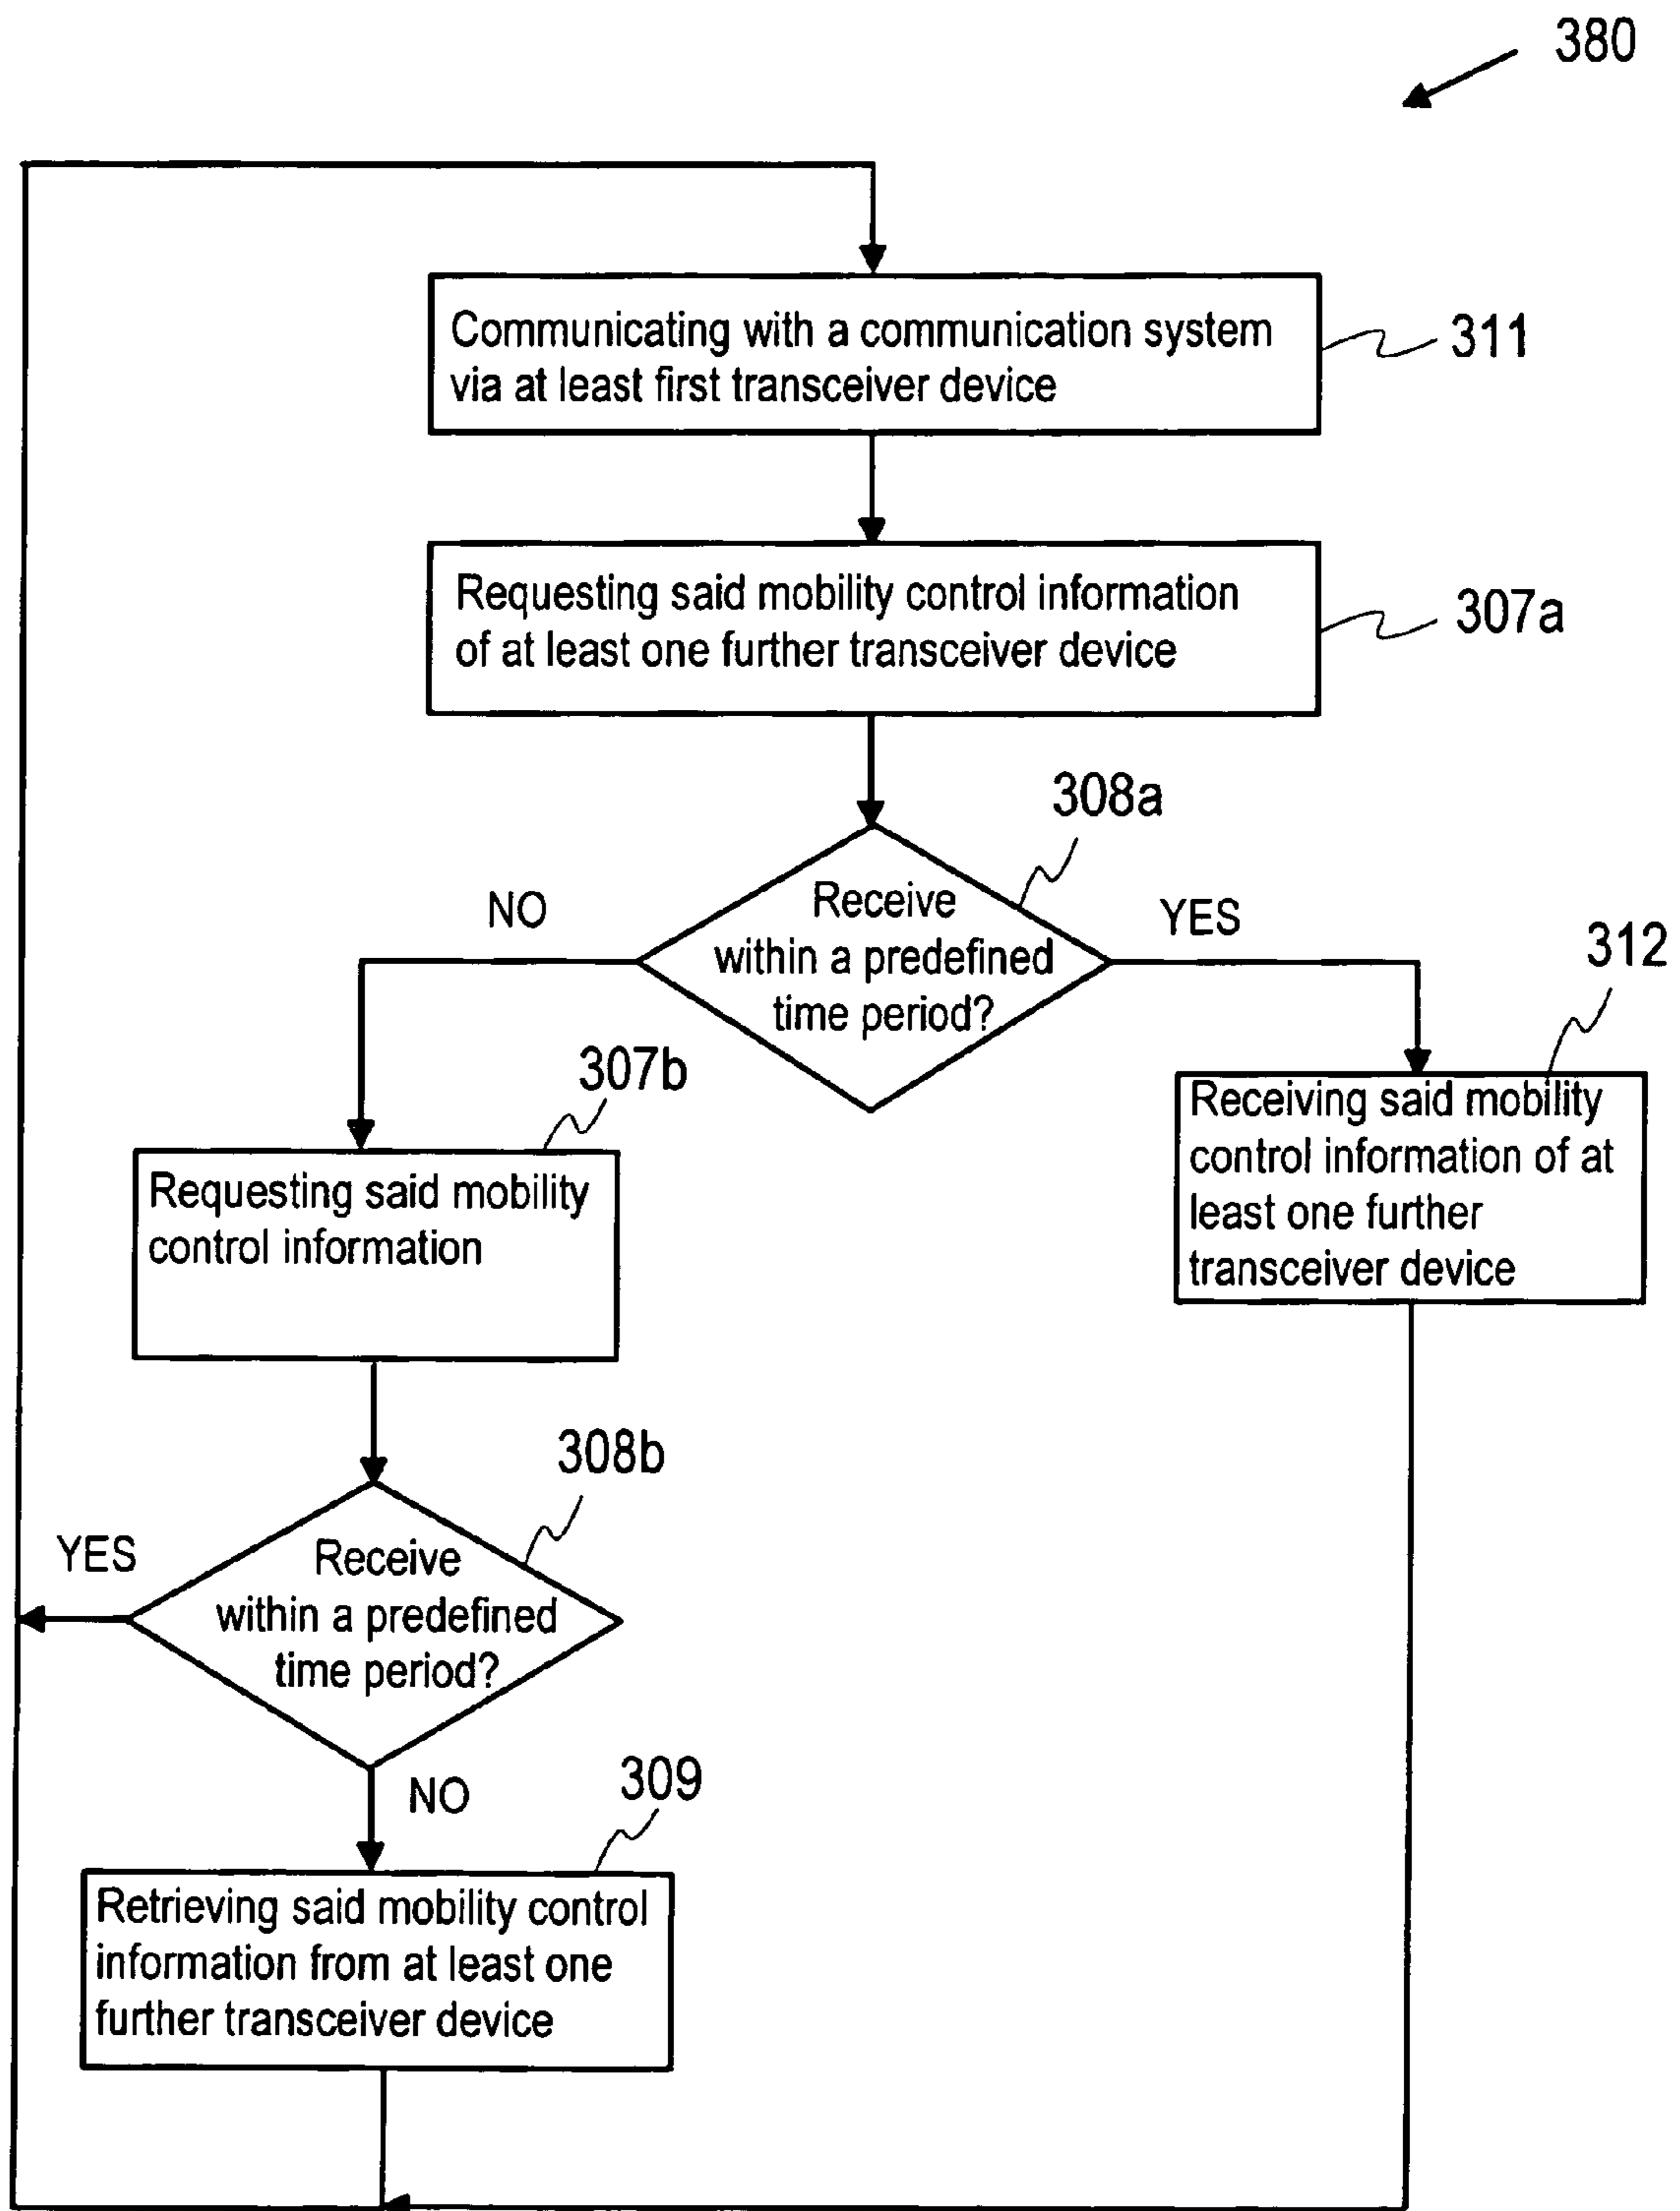 380
Communicating with a communication system
via at least first transceiver device
311
Requesting said mobility control information
of at least one further transceiver device
307a
308a
NO
Receive
within a predefined
time period?
YES
312
307b
Receiving said mobility
control information of at
least one further
transceiver device
Requesting said mobility
control information
308b
YES
Receive
within a predefined
time period?
NO
309
Retrieving said mobility control
information from at least one
further transceiver device